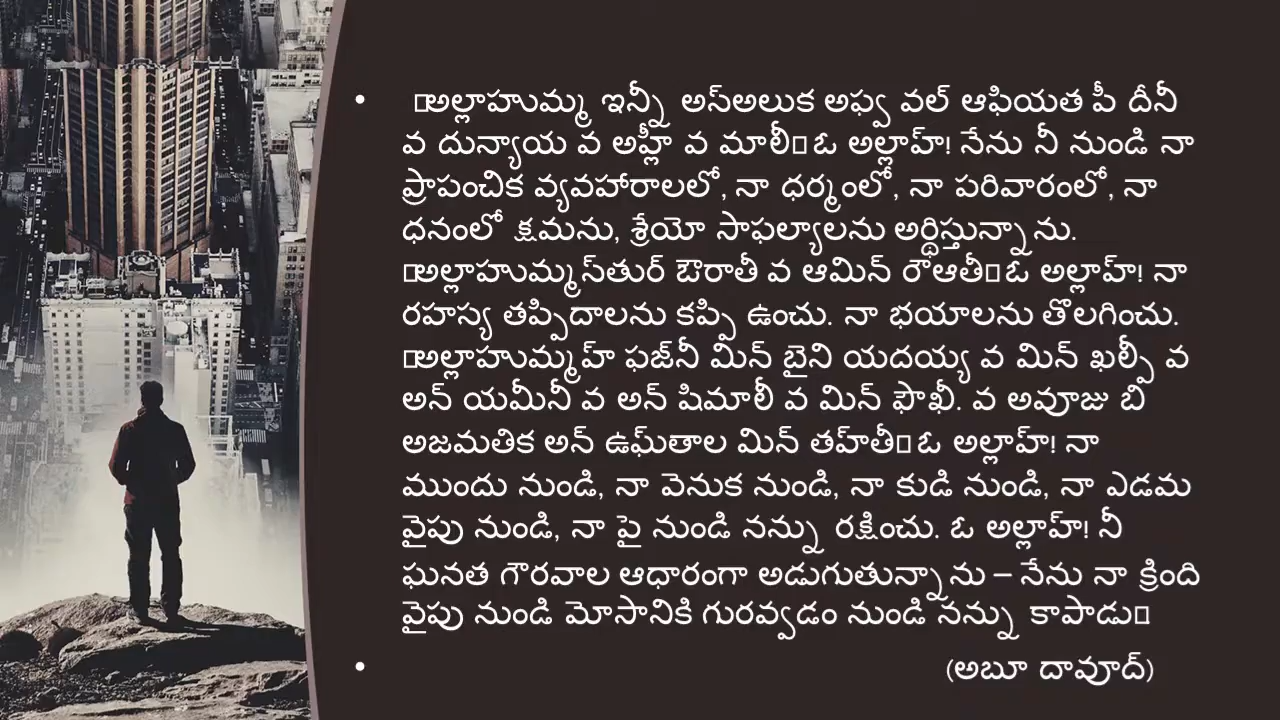 • అల్లాహుమ్మ ఇన్నీ అస్అలుక అఫ్వ వల్ ఆఫియత పీ దీనీ
వ దున్యాయ వ అహ్లీ వ మాలీ ఓ అల్లాహ్! నేను నీ నుండి నా
ప్రాపంచిక వ్యవహారాలలో, నా ధర్మంలో, నా పరివారంలో, నా
ధనంలో క్షమను, శ్రేయో సాఫల్యాలను అర్థిస్తున్నాను.
అల్లాహుమ్మస్‌తుర్ ఔరాతీ వ ఆమిన్ రౌఆతీ ఓ అల్లాహ్! నా
రహస్య తప్పిదాలను కప్పి ఉంచు. నా భయాలను తొలగించు.
అల్లాహుమ్మహ్ ఫజ్‌నీ మిన్ బైని యదయ్య వ మిన్ ఖల్ఫీ వ
అన్ యమీనీ వ అన్ షిమాలీ వ మిన్ ఫౌఖీ. వ అవూజు బి
అజమతిక అన్ ఉఘ్‌తాల మిన్ తహ్‌తీ ఓ అల్లాహ్! నా
ముందు నుండి, నా వెనుక నుండి, నా కుడి నుండి, నా ఎడమ
వైపు నుండి, నా పై నుండి నన్ను రక్షించు. ఓ అల్లాహ్! నీ
ఘనత గౌరవాల ఆధారంగా అడుగుతున్నాను – నేను నా క్రింది
వైపు నుండి మోసానికి గురవ్వడం నుండి నన్ను కాపాడు
• (అబూ దావూద్)